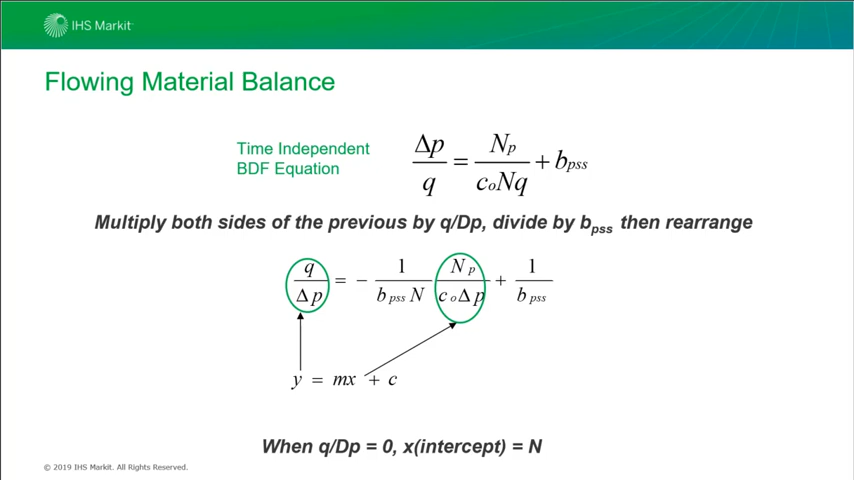 IHS Markit
Flowing Material Balance
Time Independent
BDF Equation
Δp/q = Np/coNq + bpss
Multiply both sides of the previous by q/Dp, divide by bpss then rearrange
q/Δp = − 1/bpss N Np/coΔp + 1/bpss
y = mx + c
When q/Dp = 0, x(intercept) = N
© 2019 IHS Markit. All Rights Reserved.